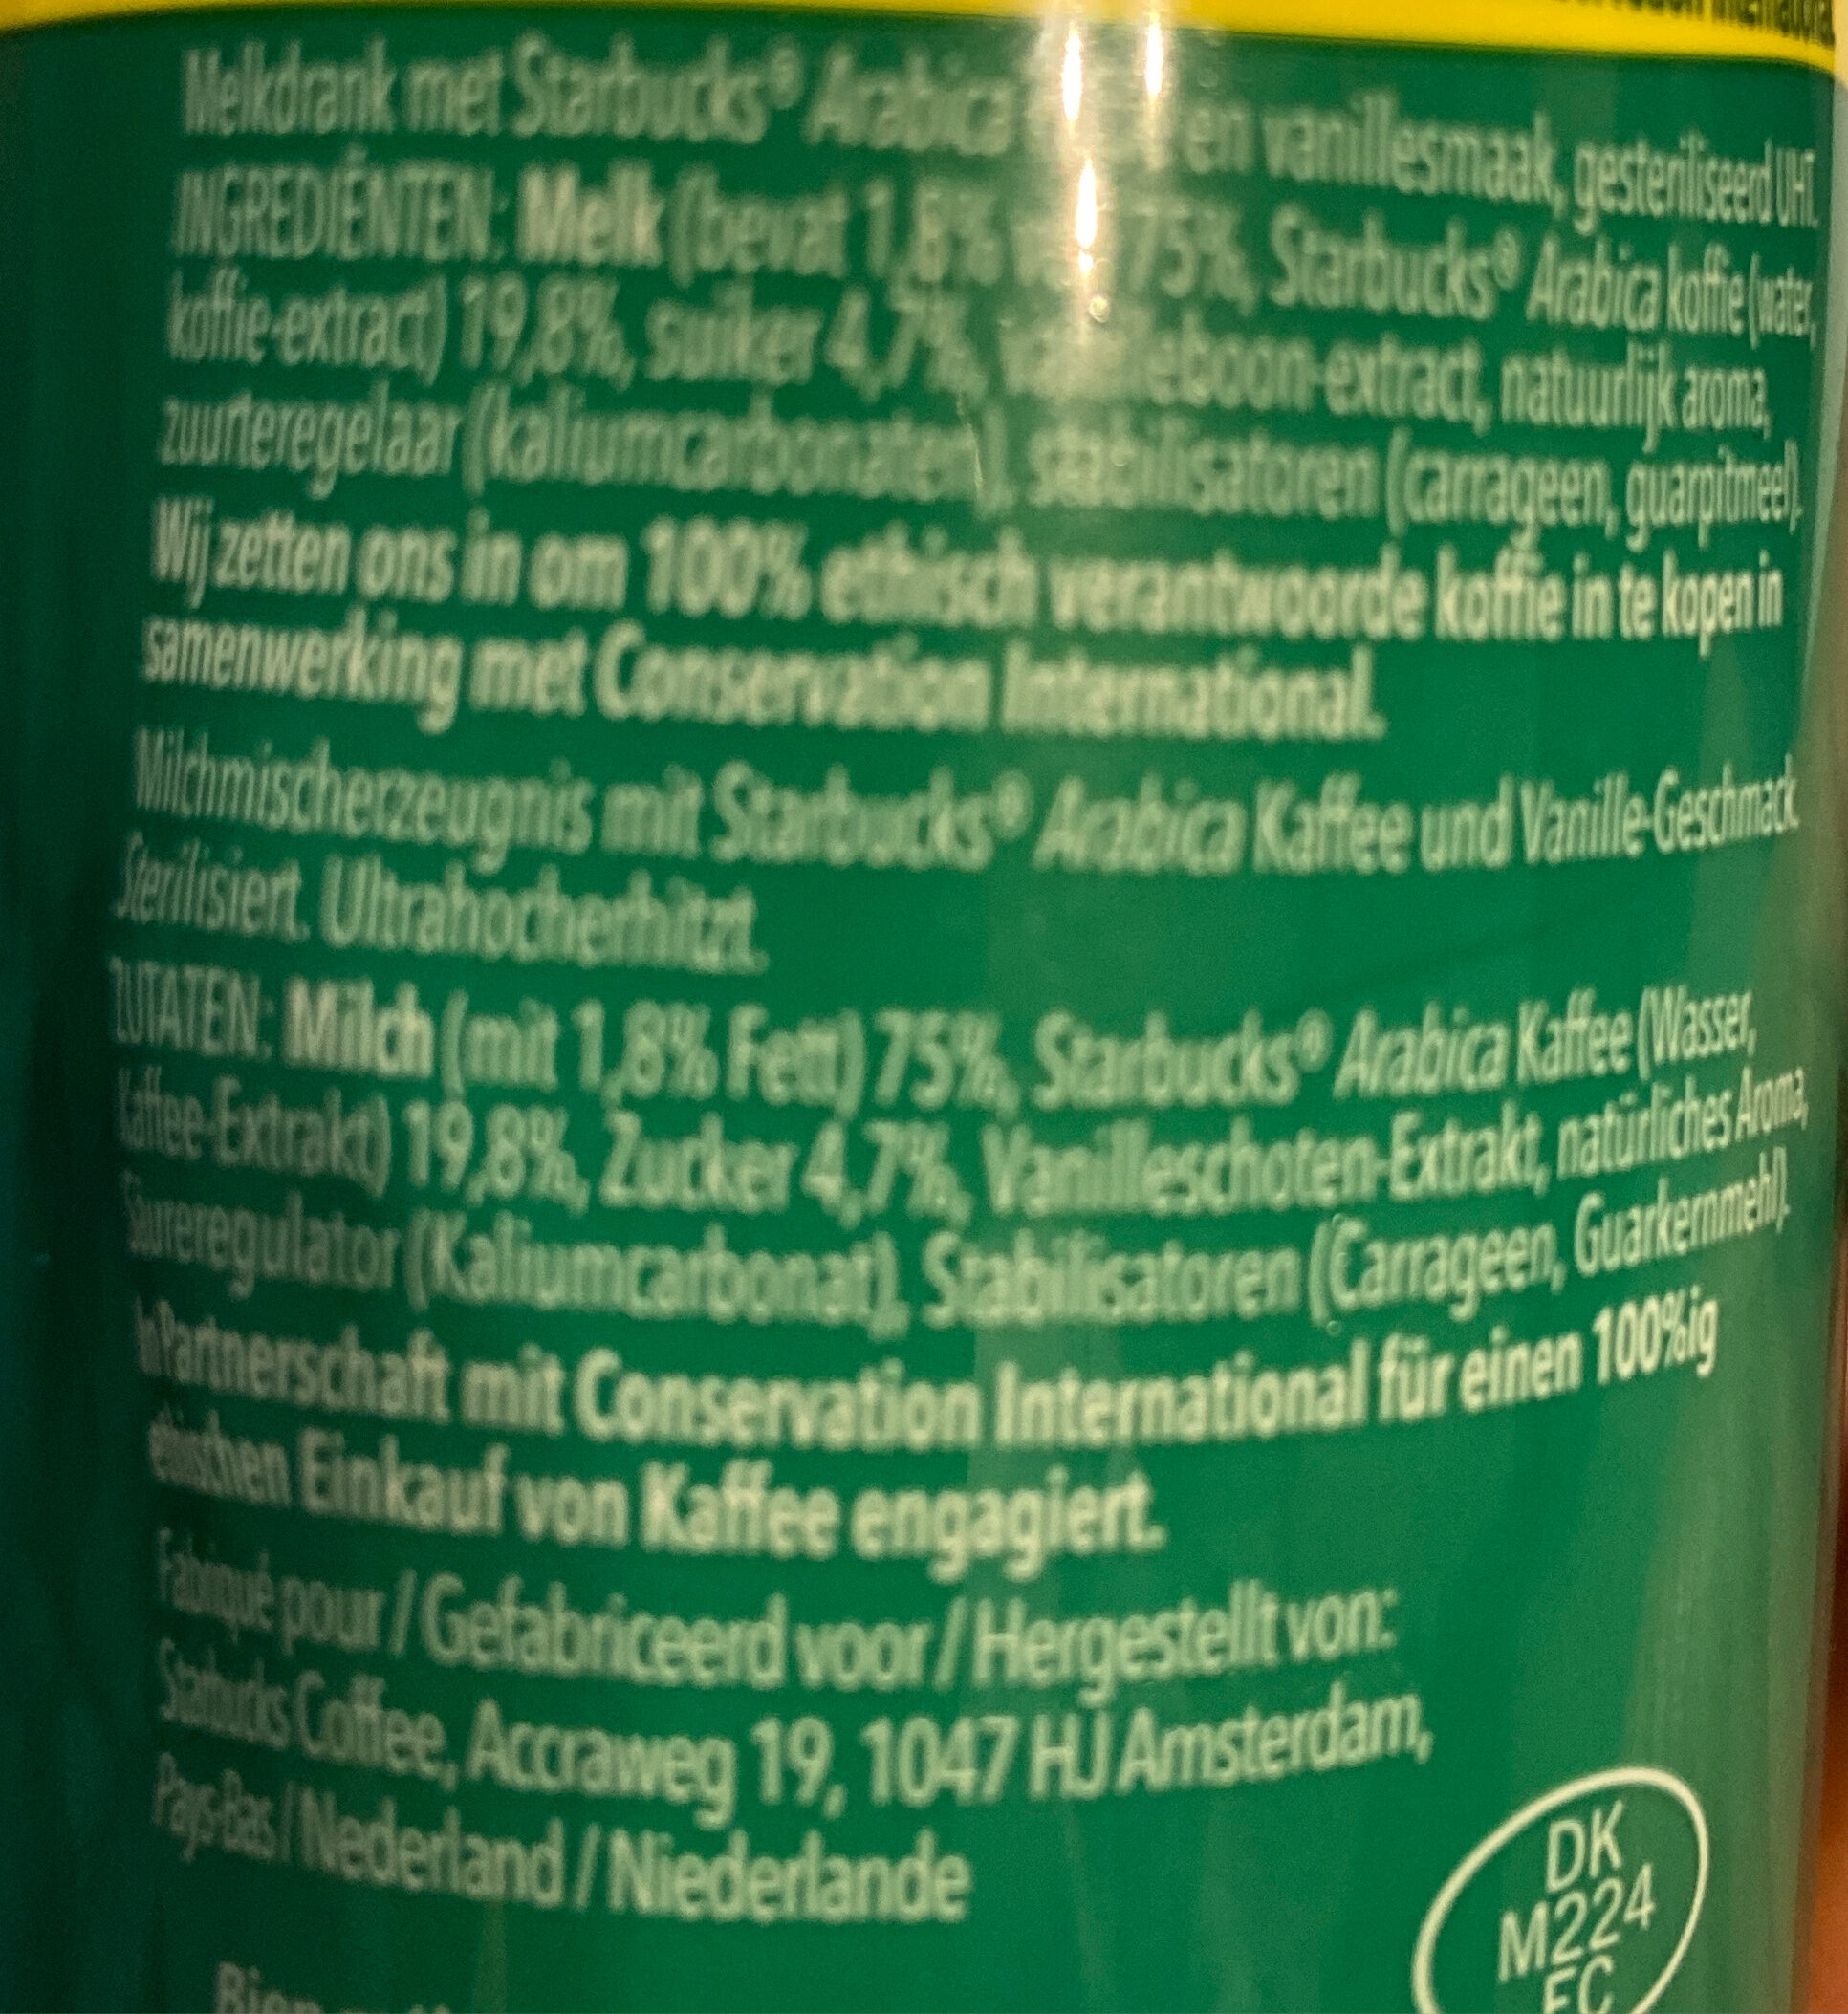 Melkdrank met Starbucks® Arabica en vanillesmaak, gesteriliseerd UHT.
INGREDIËNTEN: Melk (bevat 1,8% 75%, Starbucks® Arabica koffie (water,
koffie-extract) 19,8%, suiker 4,7%, extract, natuurlijk aroma,
zuurteregelaar (kaliumcarbonaten), stabilisatoren (carrageen, guarpitmeel).
Wij zetten ons in om 100% ethisch verantwoorde koffie in te kopen in
samenwerking met Conservation International.
Milchmischerzeugnis mit Starbucks® Arabica Kaffee und Vanille-Geschmack.
Sterilisiert. Ultrahocherhitzt.
ZUTATEN: Milch (mit 1,8% Fett) 75%, Starbucks® Arabica Kaffee (Wasser,
Kaffee-Extrakt) 19,8%, Zucker 4,7%, Vanilleschoten-Extrakt, natürliches Aroma,
Säureregulator (Kaliumcarbonat), Stabilisatoren (Carrageen, Guarkernmehl).
In Partnerschaft mit Conservation International für einen 100%ig
ethischen Einkauf von Kaffee engagiert.
Fabriqué pour / Gefabriceerd voor / Hergestellt von:
Starbucks Coffee, Accraweg 19, 1047 HJ Amsterdam,
Pays-Bas / Nederland / Niederlande
DK
M224
EC